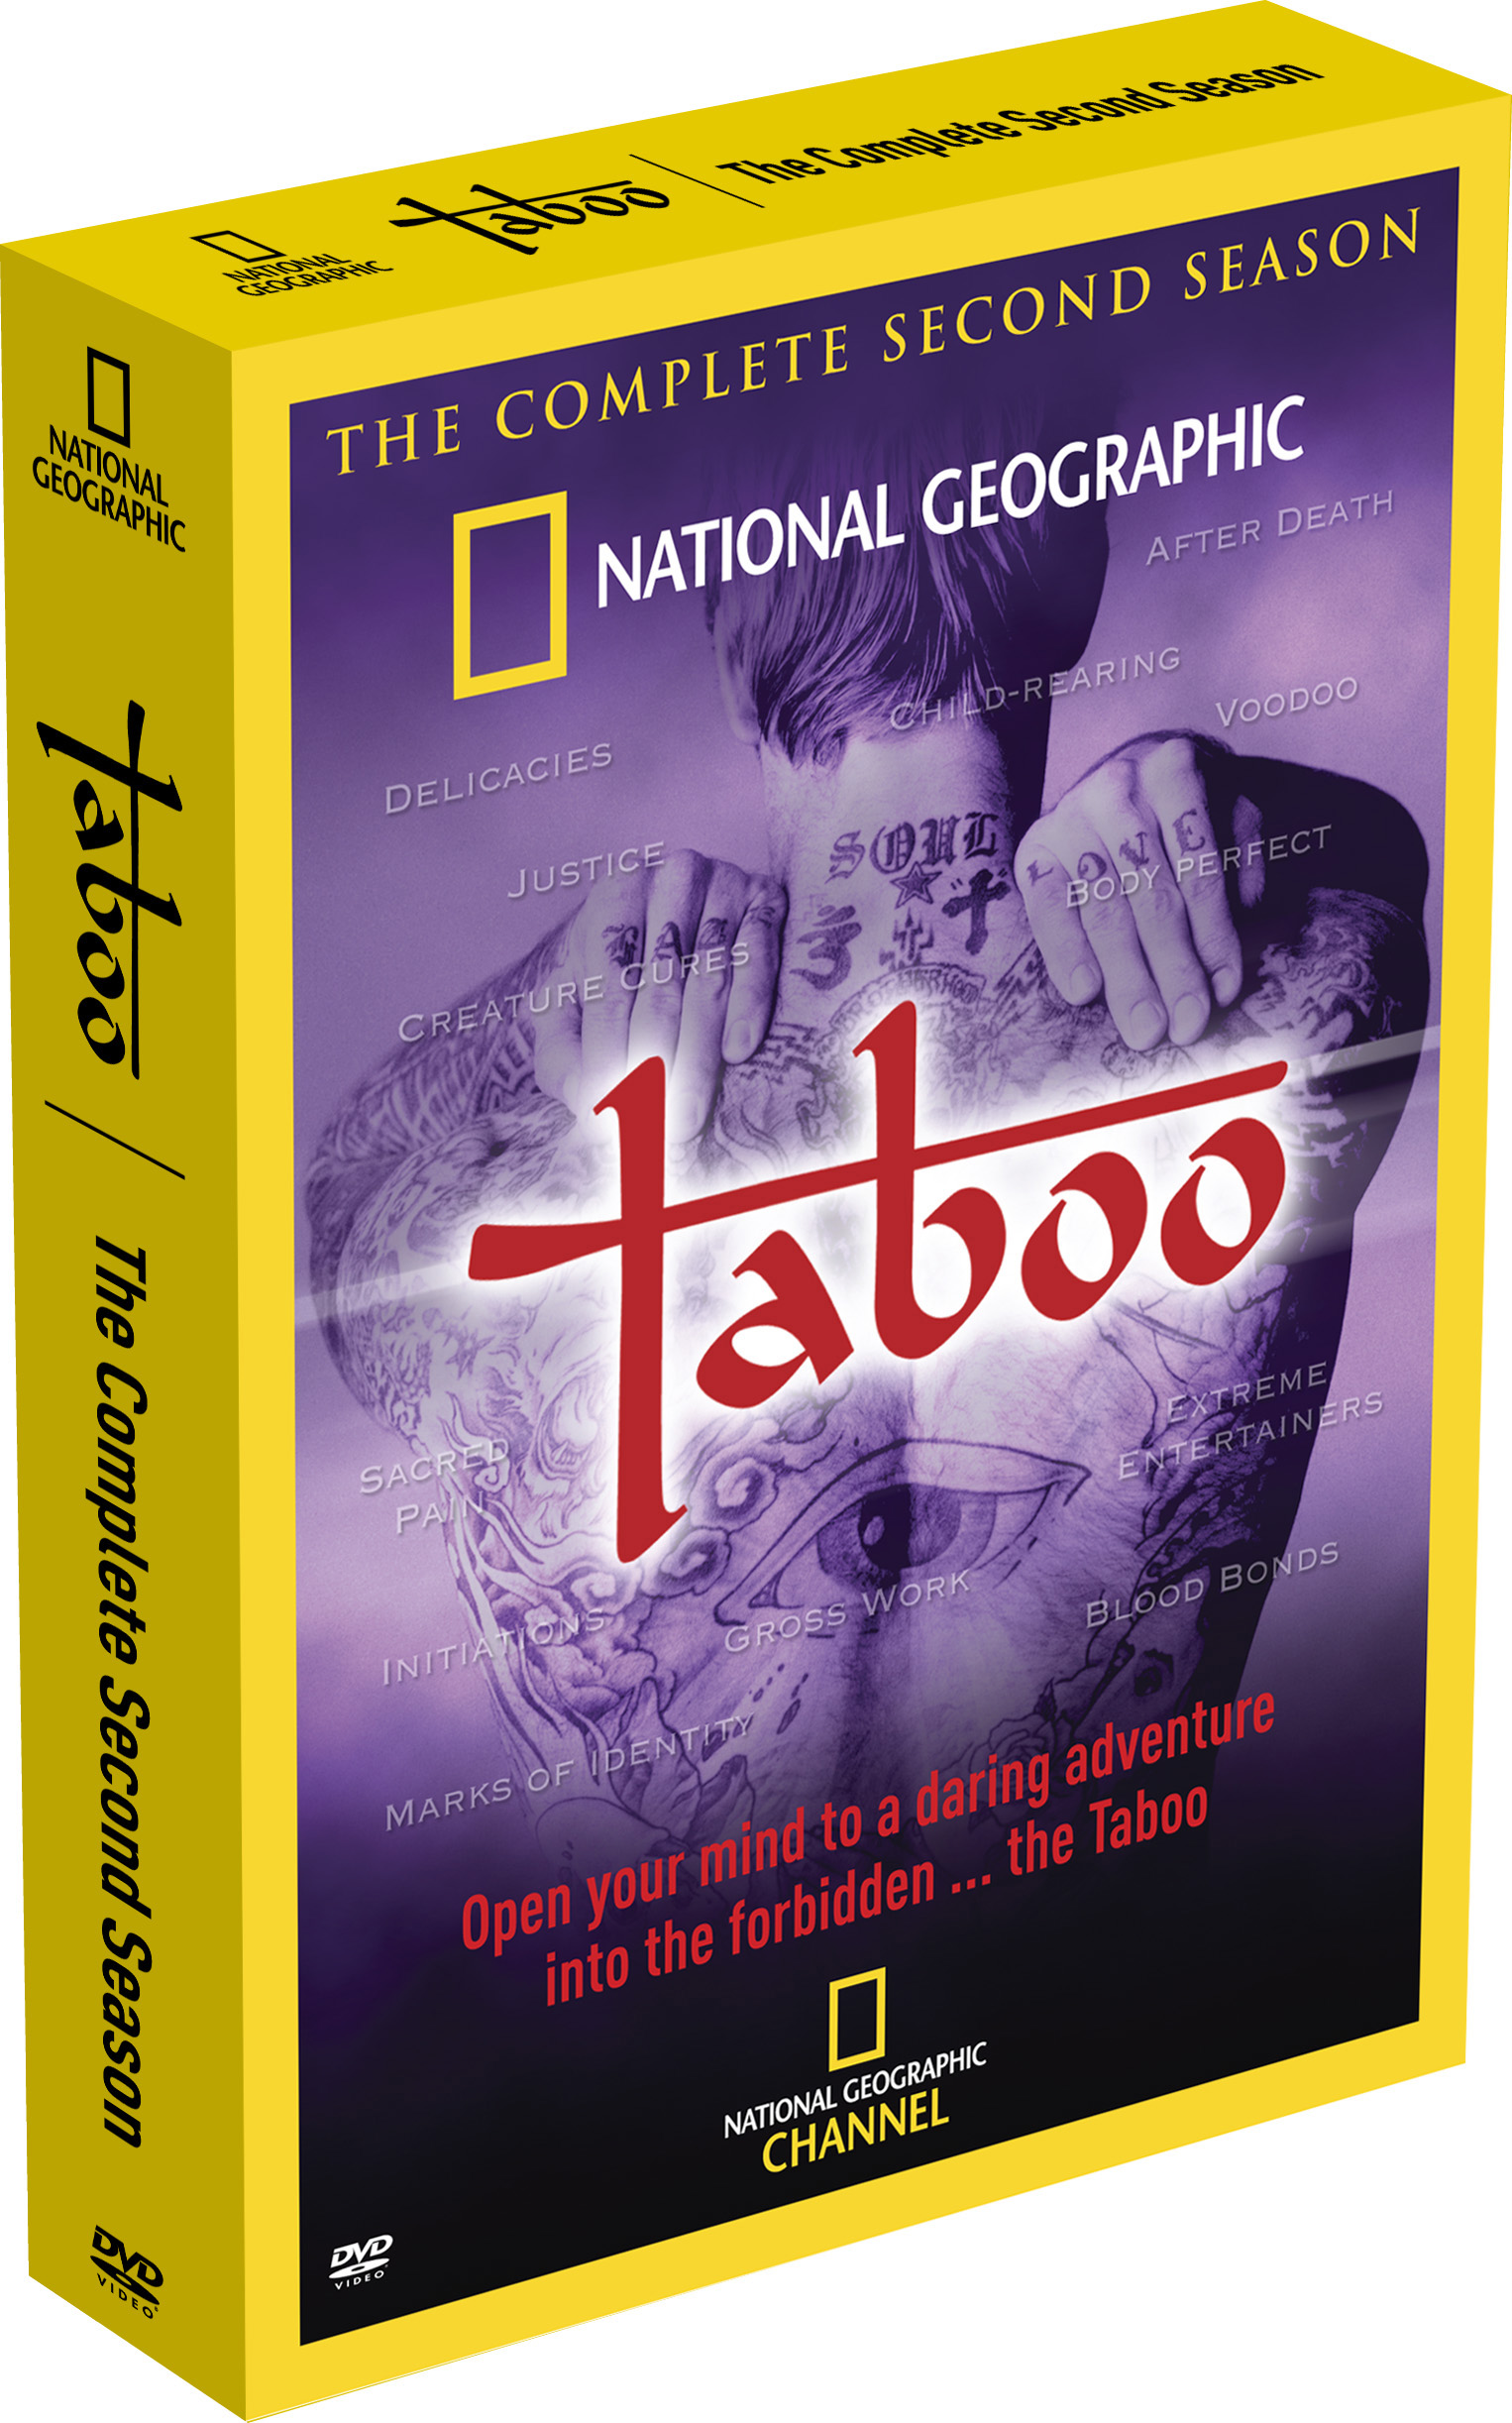 NATIONAL
GEOGRAPHIC
taboo
The Complete Second Season
NATIONAL
GEOGRAPHIC
taboo
The Complete Second Season
DVD
VIDEO
THE COMPLETE SECOND SEASON
NATIONAL GEOGRAPHIC
AFTER DEATH
CHILD-REARING
VOODOO
DELICACIES
JUSTICE
SOUL
LOVE
BODY PERFECT
CREATURE CURES
taboo
EXTREME
ENTERTAINERS
SACRED
PAIN
BLOOD BONDS
GROSS WORK
INITIATIONS
MARKS OF IDENTITY
Open your mind to a daring adventure
into the forbidden ... the Taboo
NATIONAL GEOGRAPHIC
CHANNEL
DVD
VIDEO